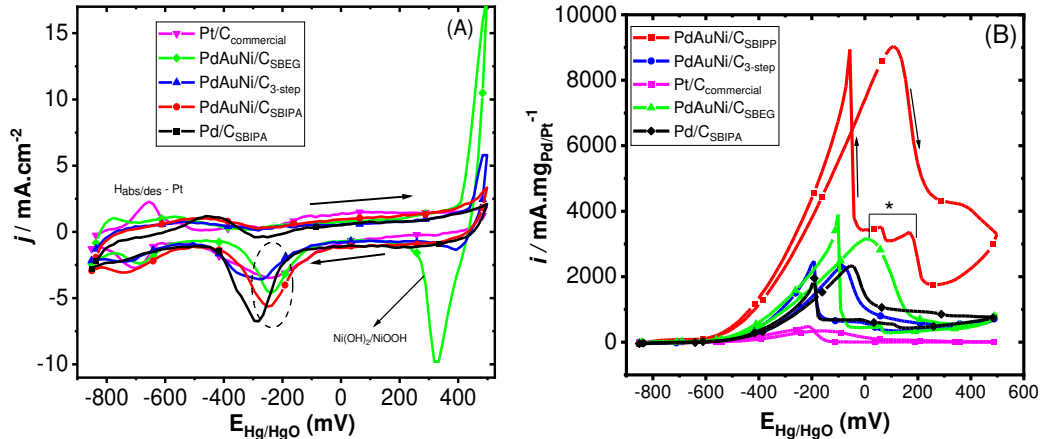 (A)
Pt/Ccommercial
PdAuNi/CSBEG
PdAuNi/C3-step
PdAuNi/CSBIPA
Pd/CSBIPA
Habs/des - Pt
Ni(OH)2/NiOOH
j / mA.cm-2
15
10
5
0
-5
-10
-800 -600 -400 -200 0 200 400
EHg/HgO (mV)
(B)
PdAuNi/CSBIPP
PdAuNi/C3-step
Pt/Ccommercial
PdAuNi/CSBEG
Pd/CSBIPA
*
i / mA.mgPd/Pt-1
10000
8000
6000
4000
2000
0
-800 -600 -400 -200 0 200 400 600
EHg/HgO (mV)